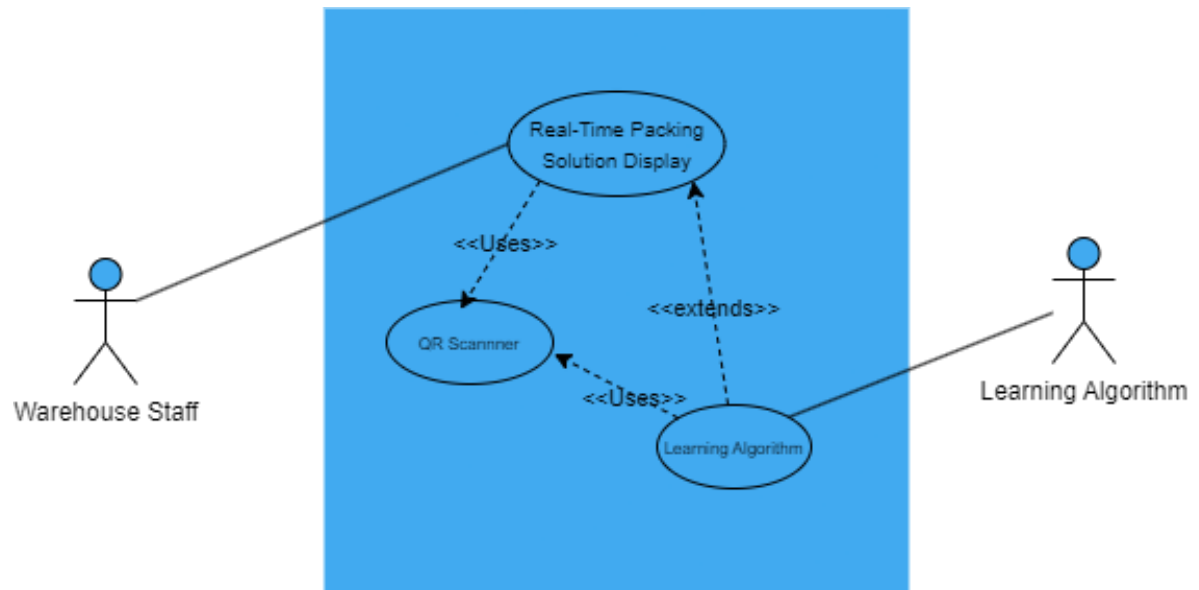 Real-Time Packing
Solution Display
<<Uses>>
<<extends>>
QR Scannner
<<Uses>>
Learning Algorithm
Warehouse Staff
Learning Algorithm